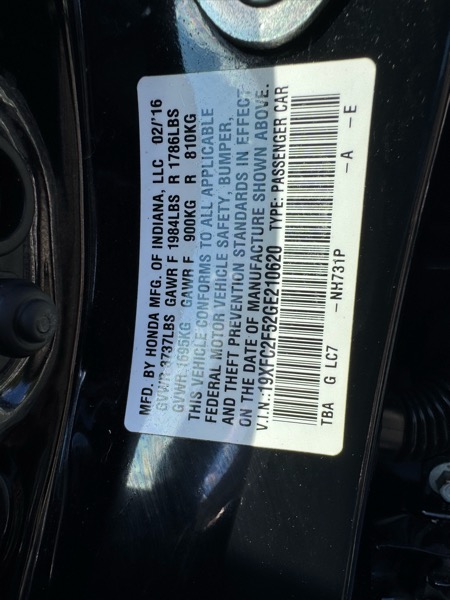 MFD. BY HONDA MFG. OF INDIANA, LLC 02/'16
GVWR 3737LBS GAWR F 1984LBS R 1786LBS
GVWR 1695KG GAWR F 900KG R 810KG
THIS VEHICLE CONFORMS TO ALL APPLICABLE
FEDERAL MOTOR VEHICLE SAFETY, BUMPER,
AND THEFT PREVENTION STANDARDS IN EFFECT
ON THE DATE OF MANUFACTURE SHOWN ABOVE.
V.I.N.:19XFC2F52GE210620 TYPE: PASSENGER CAR
TBA G LC7 -NH731P -A -E